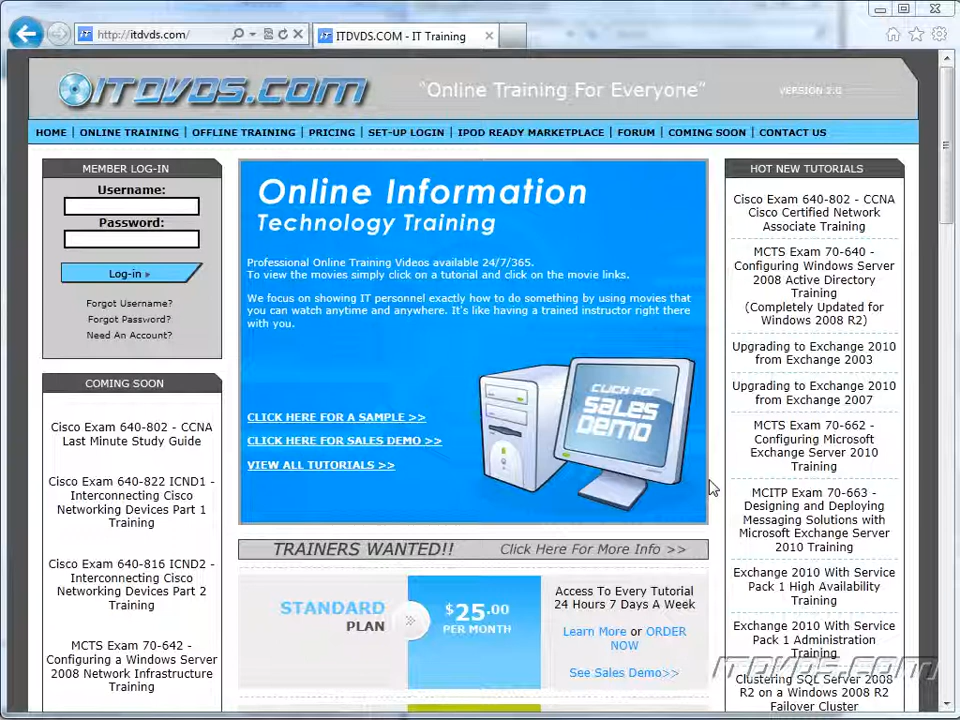 http://itdvds.com/
ITDVDS.COM - IT Training
ITDVDS.COM
"Online Training For Everyone"
VERSION 2.0
HOME | ONLINE TRAINING | OFFLINE TRAINING | PRICING | SET-UP LOGIN | IPOD READY MARKETPLACE | FORUM | COMING SOON | CONTACT US
MEMBER LOG-IN
Username:
Password:
Log-in »
Forgot Username?
Forgot Password?
Need An Account?
COMING SOON
Cisco Exam 640-802 - CCNA
Last Minute Study Guide
Cisco Exam 640-822 ICND1 -
Interconnecting Cisco
Networking Devices Part 1
Training
Cisco Exam 640-816 ICND2 -
Interconnecting Cisco
Networking Devices Part 2
Training
MCTS Exam 70-642 -
Configuring a Windows Server
2008 Network Infrastructure
Training
Online Information
Technology Training
Professional Online Training Videos available 24/7/365.
To view the movies simply click on a tutorial and click on the movie links.
We focus on showing IT personnel exactly how to do something by using movies that
you can watch anytime and anywhere. It's like having a trained instructor right there
with you.
CLICK HERE FOR A SAMPLE >>
CLICK HERE FOR SALES DEMO >>
VIEW ALL TUTORIALS >>
CLICK FOR
SALES
DEMO
TRAINERS WANTED!! Click Here For More Info >>
STANDARD
PLAN
$25.00
PER MONTH
Access To Every Tutorial
24 Hours 7 Days A Week
Learn More or ORDER
NOW
See Sales Demo>>
HOT NEW TUTORIALS
Cisco Exam 640-802 - CCNA
Cisco Certified Network
Associate Training
MCTS Exam 70-640 -
Configuring Windows Server
2008 Active Directory
Training
(Completely Updated for
Windows 2008 R2)
Upgrading to Exchange 2010
from Exchange 2003
Upgrading to Exchange 2010
from Exchange 2007
MCTS Exam 70-662 -
Configuring Microsoft
Exchange Server 2010
Training
MCITP Exam 70-663 -
Designing and Deploying
Messaging Solutions with
Microsoft Exchange Server
2010 Training
Exchange 2010 With Service
Pack 1 High Availability
Training
Exchange 2010 With Service
Pack 1 Administration
Training
Clustering SQL Server 2008
R2 on a Windows 2008 R2
Failover Cluster
ITDVDS.COM